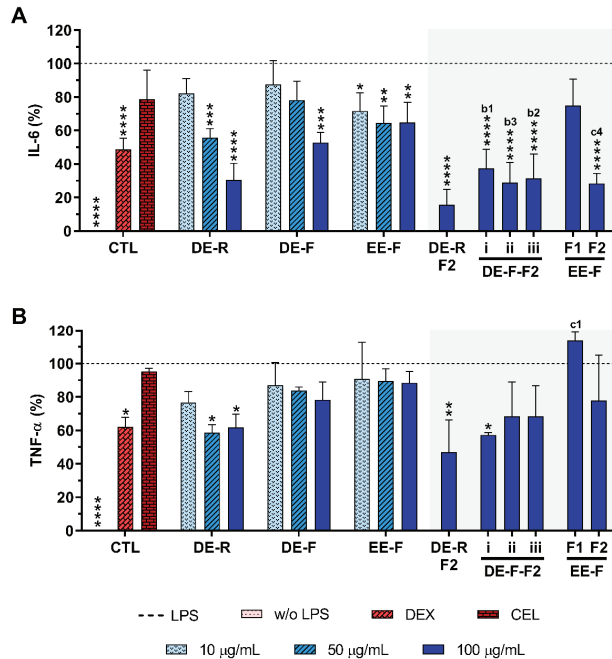 A
IL-6 (%)
120
100
80
60
40
20
0
****
****
***
****
***
*
**
**
****
b1
****
b3
****
b2
****
c4
****
CTL
DE-R
DE-F
EE-F
DE-R
F2
i
ii
iii
DE-F-F2
F1
F2
EE-F
B
TNF-α (%)
120
100
80
60
40
20
0
****
*
*
*
**
*
c1
CTL
DE-R
DE-F
EE-F
DE-R
F2
i
ii
iii
DE-F-F2
F1
F2
EE-F
LPS
w/o LPS
DEX
CEL
10 μg/mL
50 μg/mL
100 μg/mL